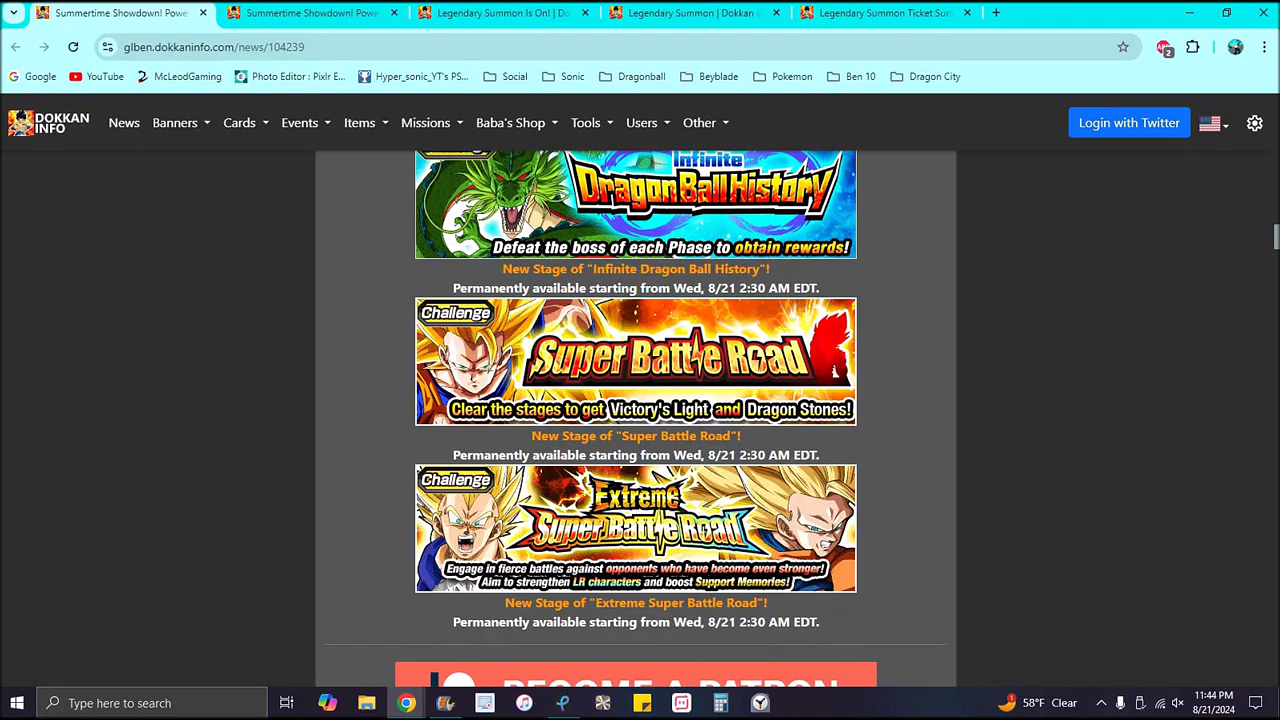 Summertime Showdown! Powe
Summertime Showdown! Powe
Legendary Summon Is On! | Do
Legendary Summon | Dokkan I
Legendary Summon Ticket Sum
glben.dokkaninfo.com/news/104239
ABP
2
Google
YouTube
McLeodGaming
Photo Editor : Pixlr E...
Hyper_sonic_YT's PS...
Social
Sonic
Dragonball
Beyblade
Pokemon
Ben 10
Dragon City
DOKKAN
INFO
News
Banners
Cards
Events
Items
Missions
Baba's Shop
Tools
Users
Other
Login with Twitter
Infinite
Dragon Ball History
Defeat the boss of each Phase to obtain rewards!
New Stage of "Infinite Dragon Ball History"!
Permanently available starting from Wed, 8/21 2:30 AM EDT.
Challenge
Super Battle Road
Clear the stages to get Victory's Light and Dragon Stones!
New Stage of "Super Battle Road"!
Permanently available starting from Wed, 8/21 2:30 AM EDT.
Challenge
Extreme
Super Battle Road
Engage in fierce battles against opponents who have become even stronger!
Aim to strengthen LR characters and boost Support Memories!
New Stage of "Extreme Super Battle Road"!
Permanently available starting from Wed, 8/21 2:30 AM EDT.
BECOME A PATRON
Type here to search
58°F Clear
11:44 PM
8/21/2024